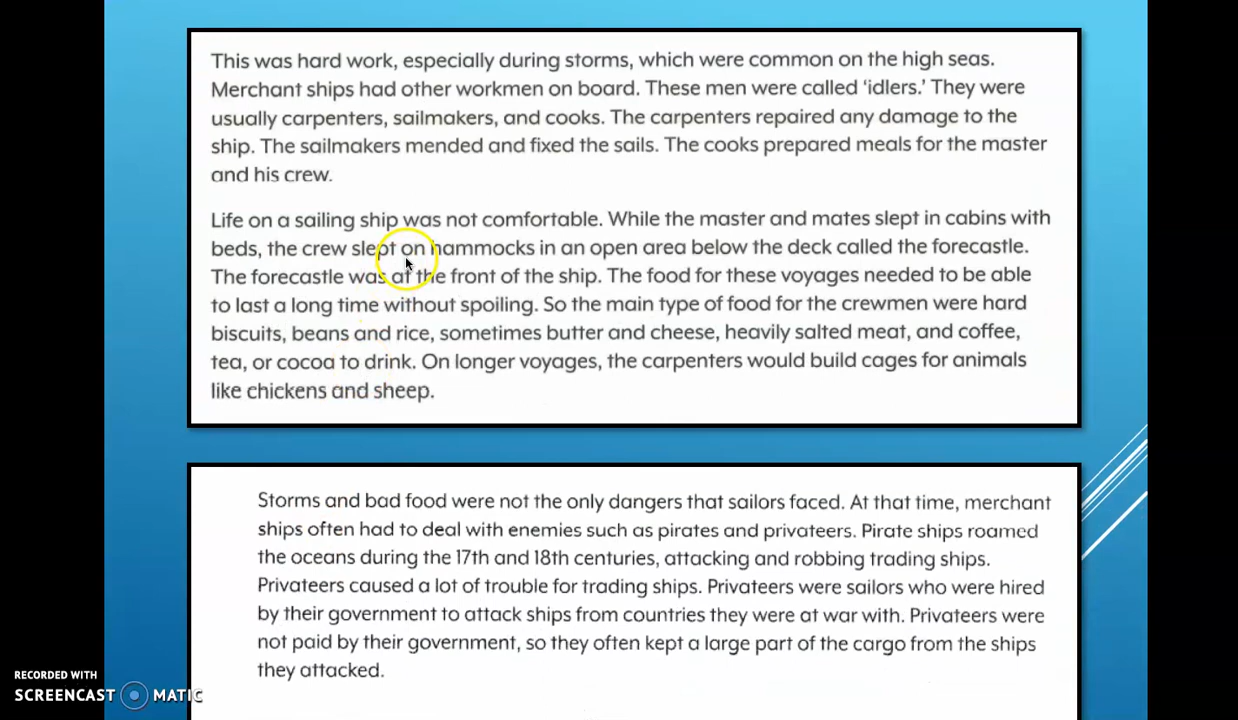 This was hard work, especially during storms, which were common on the high seas.
Merchant ships had other workmen on board. These men were called ‘idlers.’ They were
usually carpenters, sailmakers, and cooks. The carpenters repaired any damage to the
ship. The sailmakers mended and fixed the sails. The cooks prepared meals for the master
and his crew.
Life on a sailing ship was not comfortable. While the master and mates slept in cabins with
beds, the crew slept on hammocks in an open area below the deck called the forecastle.
The forecastle was at the front of the ship. The food for these voyages needed to be able
to last a long time without spoiling. So the main type of food for the crewmen were hard
biscuits, beans and rice, sometimes butter and cheese, heavily salted meat, and coffee,
tea, or cocoa to drink. On longer voyages, the carpenters would build cages for animals
like chickens and sheep.
Storms and bad food were not the only dangers that sailors faced. At that time, merchant
ships often had to deal with enemies such as pirates and privateers. Pirate ships roamed
the oceans during the 17th and 18th centuries, attacking and robbing trading ships.
Privateers caused a lot of trouble for trading ships. Privateers were sailors who were hired
by their government to attack ships from countries they were at war with. Privateers were
not paid by their government, so they often kept a large part of the cargo from the ships
they attacked.
RECORDED WITH
SCREENCAST MATIC